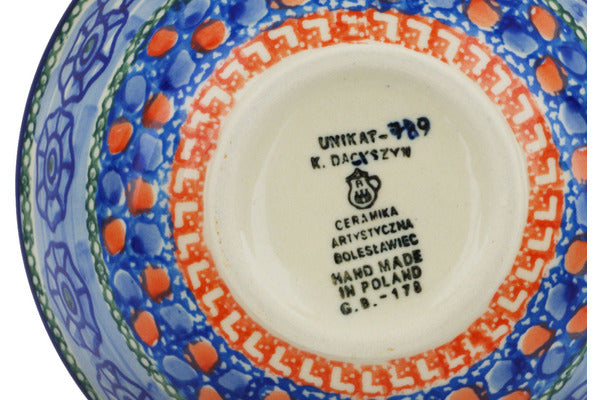 UNIKAT-789
K. DACYSZYN
CERAMIKA
ARTYSTYCZNA
BOLESŁAWIEC
HAND MADE
IN POLAND
G.B.-178